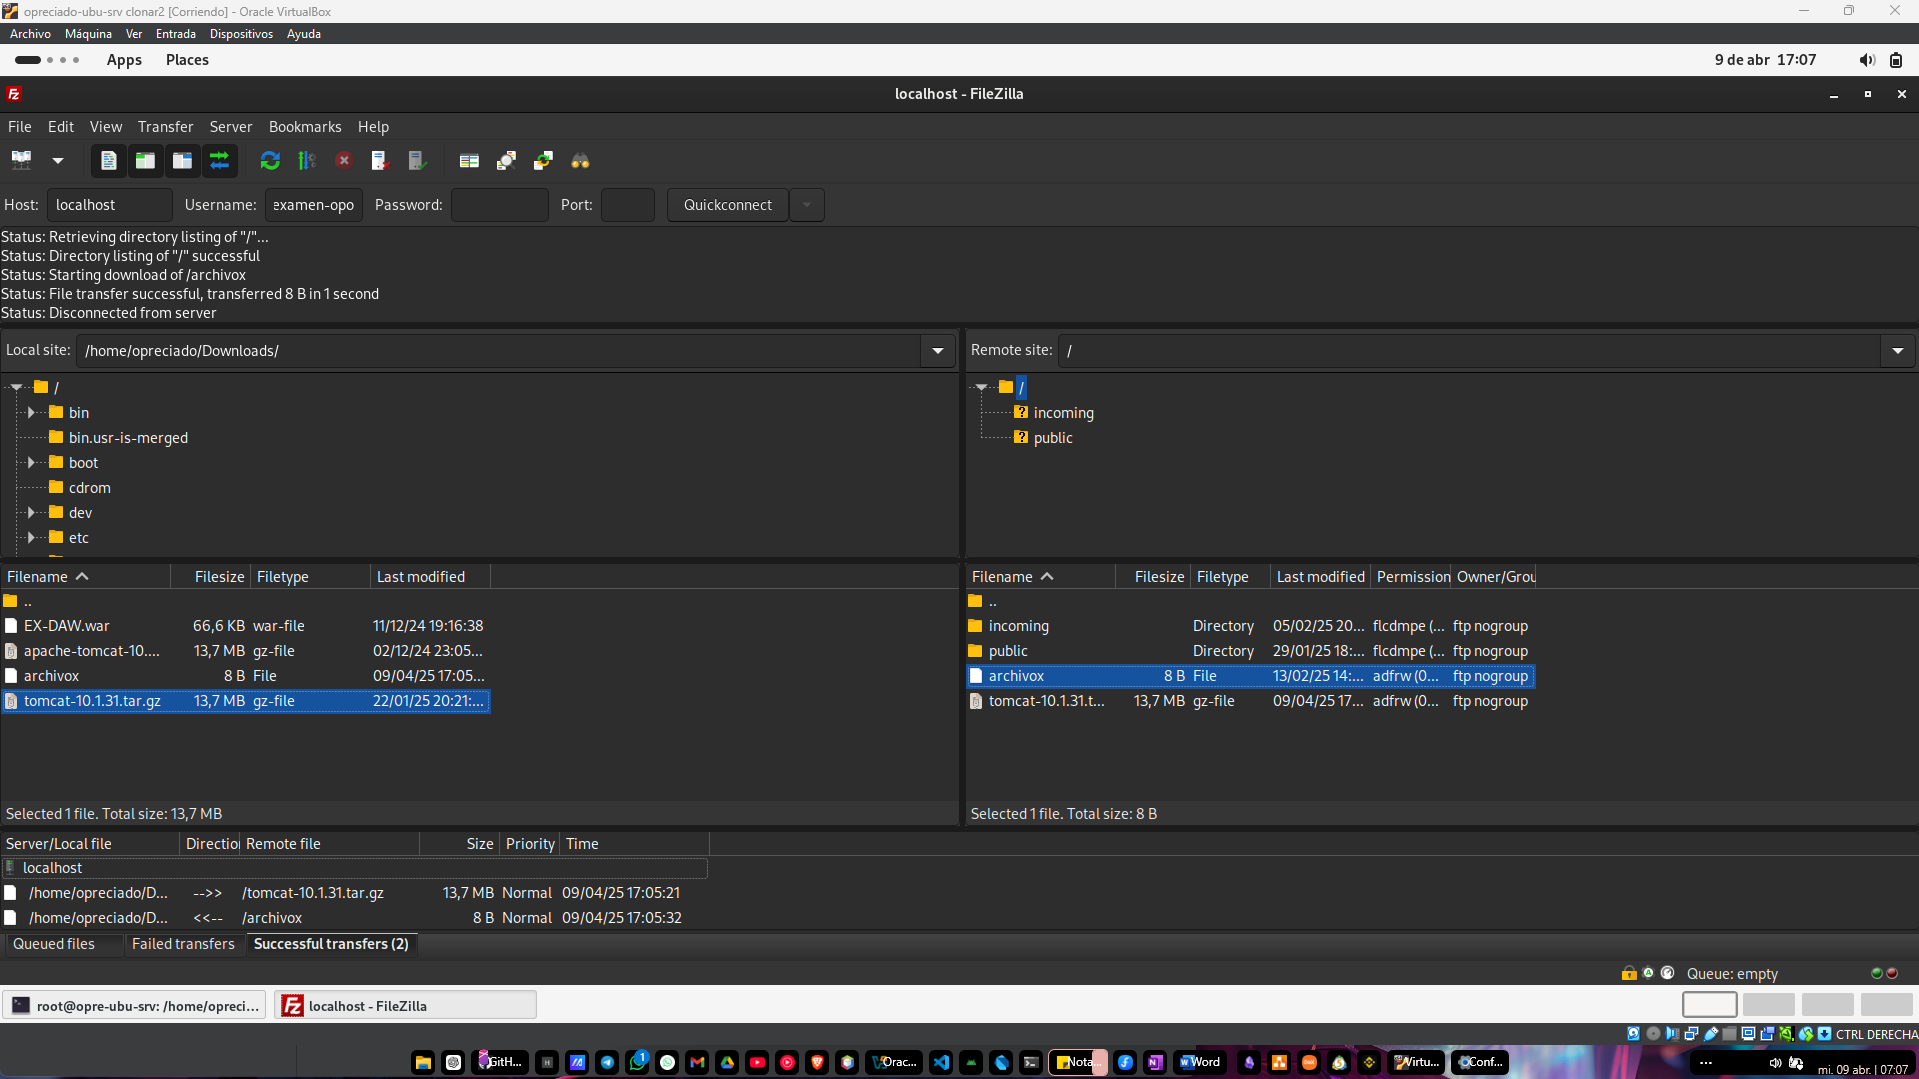 opreciado-ubu-srv clonar2 [Corriendo] - Oracle VirtualBox
Archivo Máquina Ver Entrada Dispositivos Ayuda
Apps Places 9 de abr 17:07
localhost - FileZilla
File Edit View Transfer Server Bookmarks Help
Host: localhost Username: examen-opo Password: Port: Quickconnect
Status: Retrieving directory listing of "/"...
Status: Directory listing of "/" successful
Status: Starting download of /archivox
Status: File transfer successful, transferred 8 B in 1 second
Status: Disconnected from server
Local site: /home/opreciado/Downloads/
/
bin
bin.usr-is-merged
boot
cdrom
dev
etc
Remote site: /
/
incoming
public
Filename Filesize Filetype Last modified
..
EX-DAW.war 66,6 KB war-file 11/12/24 19:16:38
apache-tomcat-10.... 13,7 MB gz-file 02/12/24 23:05...
archivox 8 B File 09/04/25 17:05...
tomcat-10.1.31.tar.gz 13,7 MB gz-file 22/01/25 20:21:...
Selected 1 file. Total size: 13,7 MB
Filename Filesize Filetype Last modified Permission Owner/Grou
..
incoming Directory 05/02/25 20... flcdmpe (... ftp nogroup
public Directory 29/01/25 18:... flcdmpe (... ftp nogroup
archivox 8 B File 13/02/25 14:... adfrw (0... ftp nogroup
tomcat-10.1.31.t... 13,7 MB gz-file 09/04/25 17... adfrw (0... ftp nogroup
Selected 1 file. Total size: 8 B
Server/Local file Directio Remote file Size Priority Time
localhost
/home/opreciado/D... -->> /tomcat-10.1.31.tar.gz 13,7 MB Normal 09/04/25 17:05:21
/home/opreciado/D... <<-- /archivox 8 B Normal 09/04/25 17:05:32
Queued files Failed transfers Successful transfers (2)
Queue: empty
root@opre-ubu-srv: /home/opreci... localhost - FileZilla
CTRL DERECHA
GitH... 1 Orac... Nota... Word Virtu... Conf...
mi. 09 abr. | 07:07